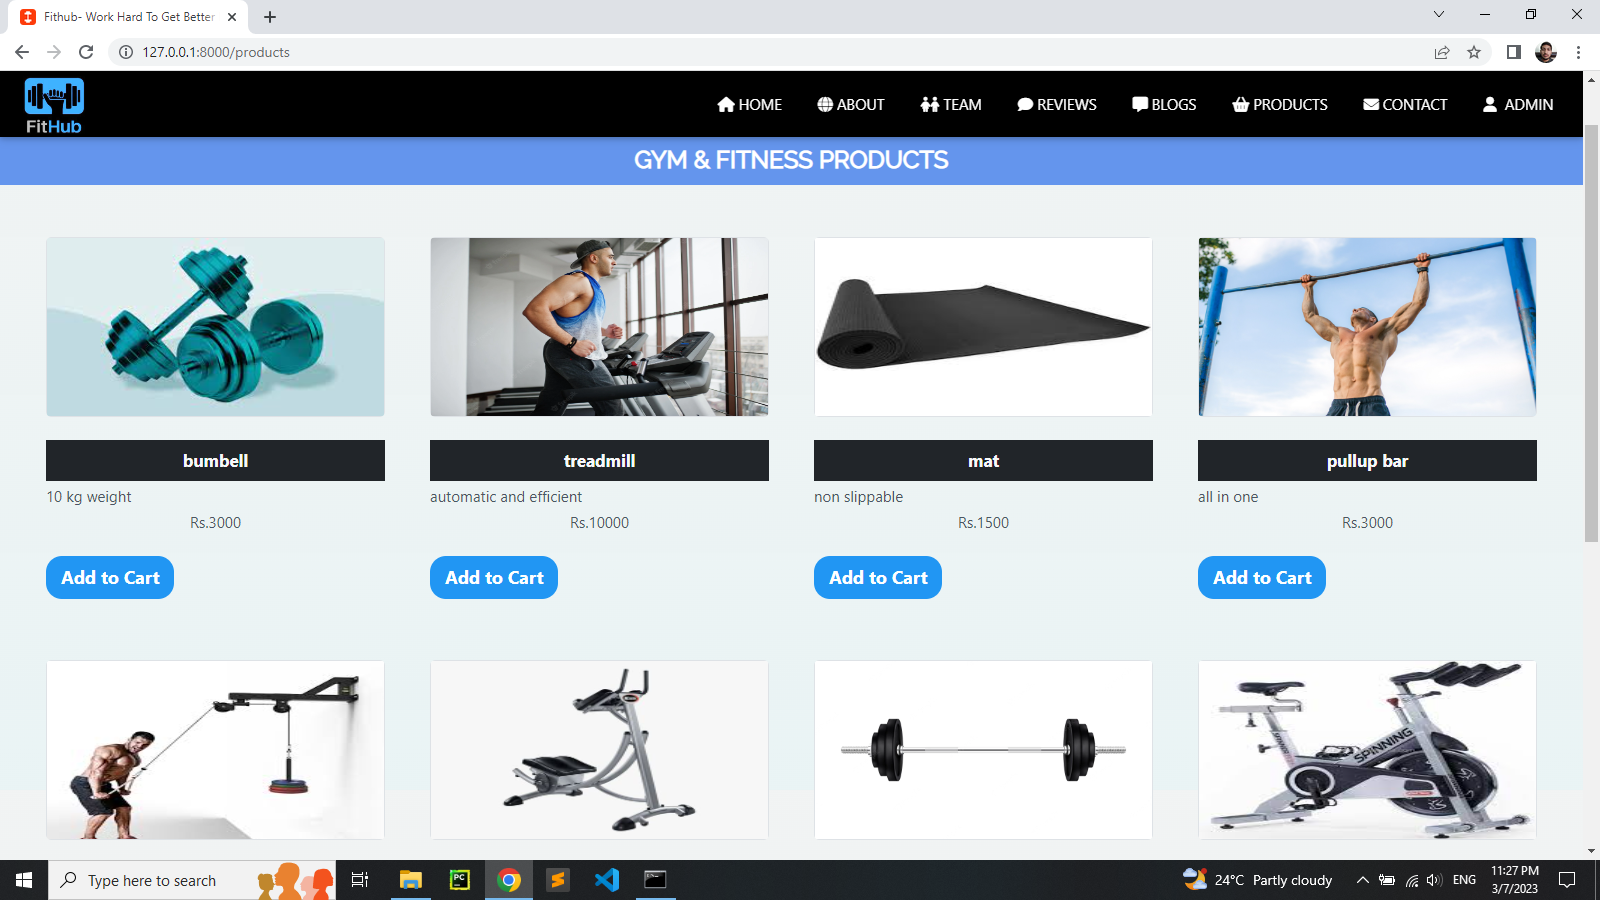 Fithub- Work Hard To Get Better
127.0.0.1:8000/products
FitHub
HOME
ABOUT
TEAM
REVIEWS
BLOGS
PRODUCTS
CONTACT
ADMIN
GYM & FITNESS PRODUCTS
bumbell
treadmill
mat
pullup bar
10 kg weight
automatic and efficient
non slippable
all in one
Rs.3000
Rs.10000
Rs.1500
Rs.3000
Add to Cart
Add to Cart
Add to Cart
Add to Cart
SPINNING
Type here to search
PC
24°C Partly cloudy
ENG
11:27 PM
3/7/2023